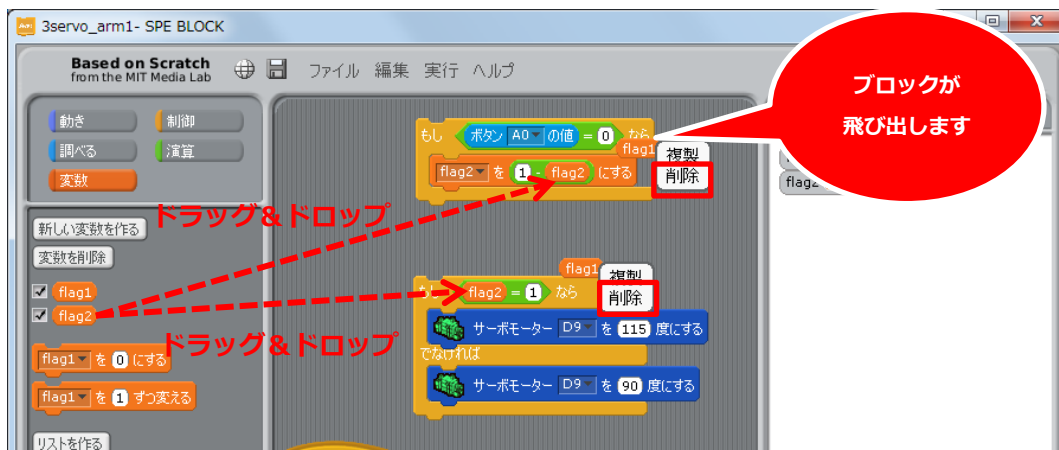 3servo_arm1- SPE BLOCK
Based on Scratch
from the MIT Media Lab
ファイル 編集 実行 ヘルプ
ブロックが
飛び出します
動き 制御
調べる 演算
変数
新しい変数を作る
変数を削除
flag1
flag2
flag1 を 0 にする
flag1 を 1 ずつ変える
リストを作る
もし ボタン A0 の値 = 0 なら
flag1
複製
削除
flag2 を 1 - flag2 にする
ドラッグ&ドロップ
flag1
複製
削除
もし flag2 = 1 なら
サーボモーター D9 を 115 度にする
ドラッグ&ドロップ
でなければ
サーボモーター D9 を 90 度にする
flag2